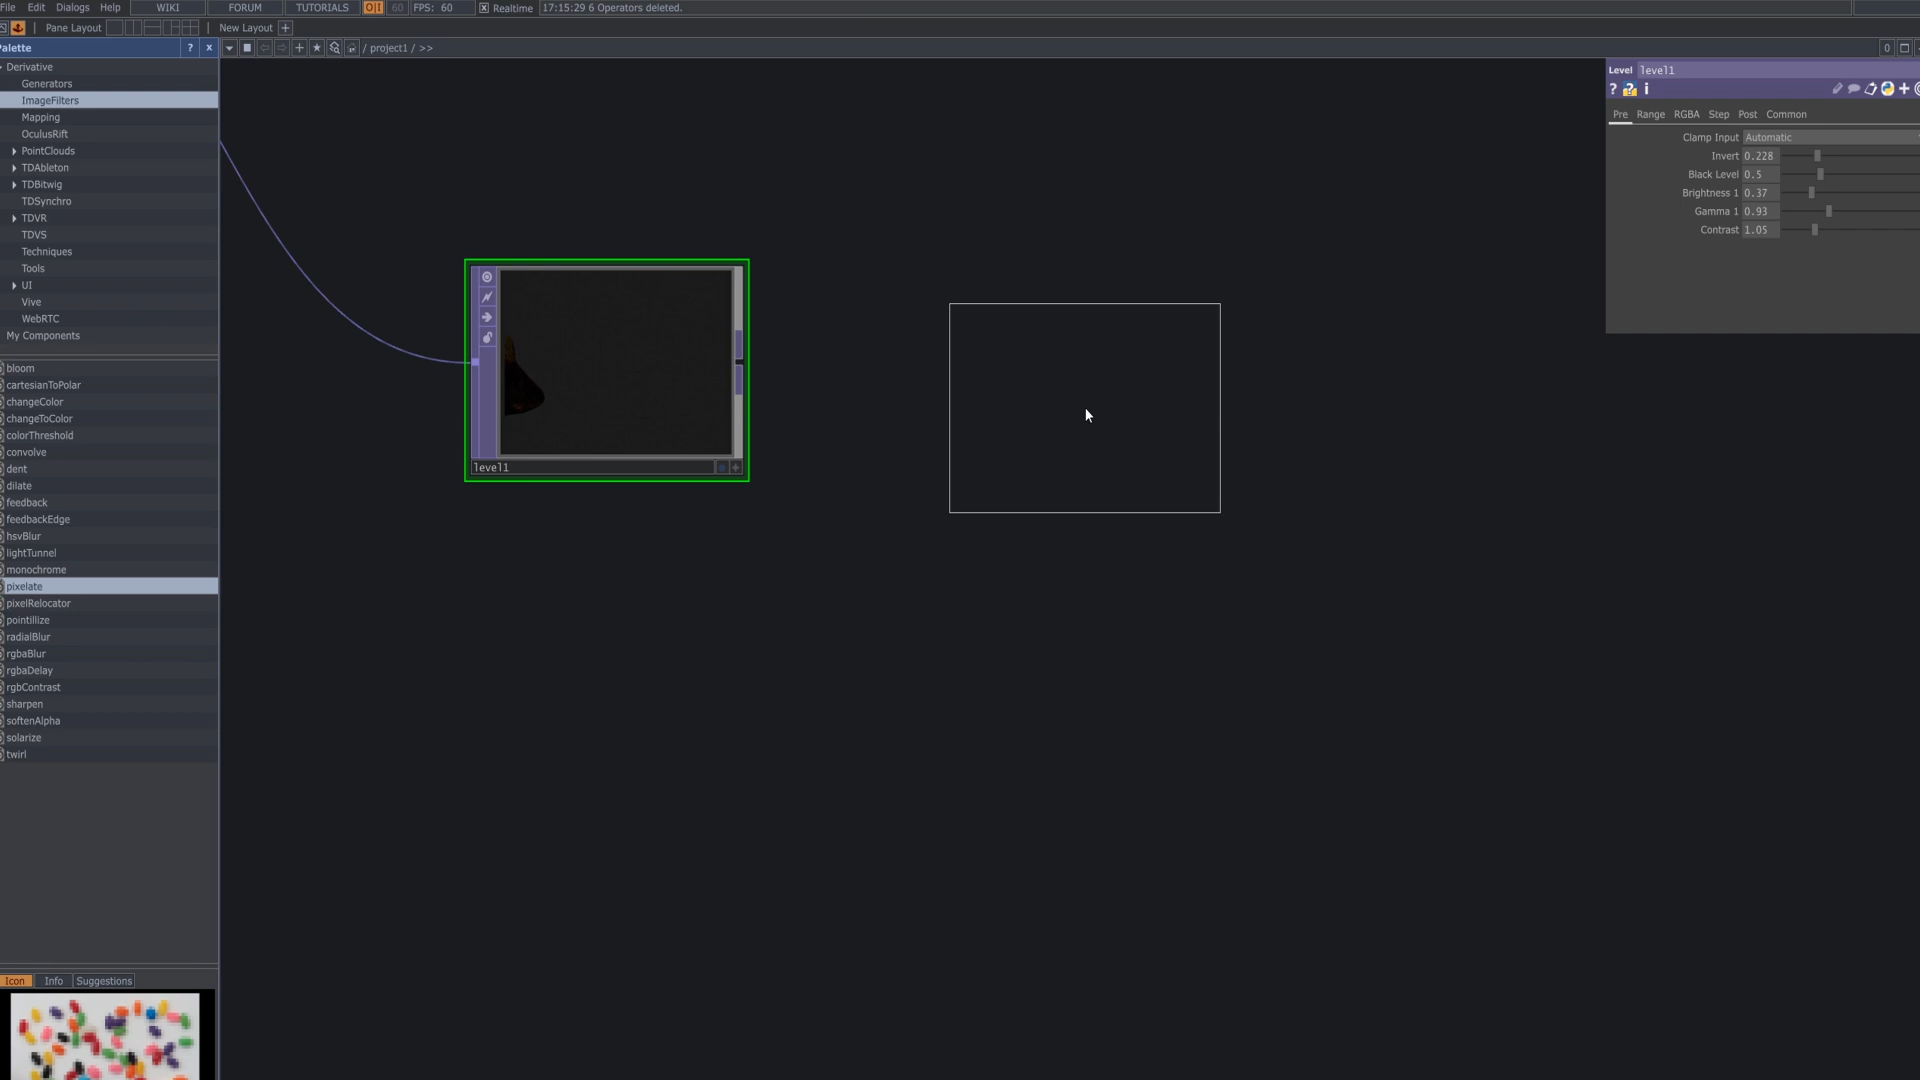 File Edit Dialogs Help WIKI FORUM TUTORIALS O|I 60 FPS: 60 Realtime 17:15:29 6 Operators deleted.
Pane Layout New Layout +
Palette ? x / project1 / >> 0
Derivative
Generators
ImageFilters
Mapping
OculusRift
PointClouds
TDAbleton
TDBitwig
TDSynchro
TDVR
TDVS
Techniques
Tools
UI
Vive
WebRTC
My Components
bloom
cartesianToPolar
changeColor
changeToColor
colorThreshold
convolve
dent
dilate
feedback
feedbackEdge
hsvBlur
lightTunnel
monochrome
pixelate
pixelRelocator
pointillize
radialBlur
rgbaBlur
rgbaDelay
rgbContrast
sharpen
softenAlpha
solarize
twirl
Icon Info Suggestions
level1
Level level1
? ? i
Pre Range RGBA Step Post Common
Clamp Input Automatic
Invert 0.228
Black Level 0.5
Brightness 1 0.37
Gamma 1 0.93
Contrast 1.05